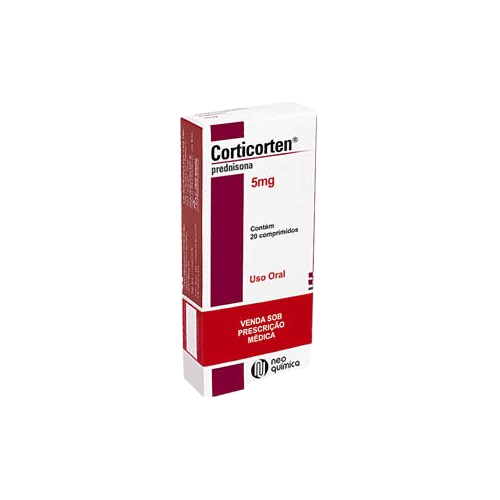 Corticorten®
prednisona
5mg
Contém
20 comprimidos
Uso Oral
VENDA SOB
PRESCRIÇÃO
MÉDICA
neo
química